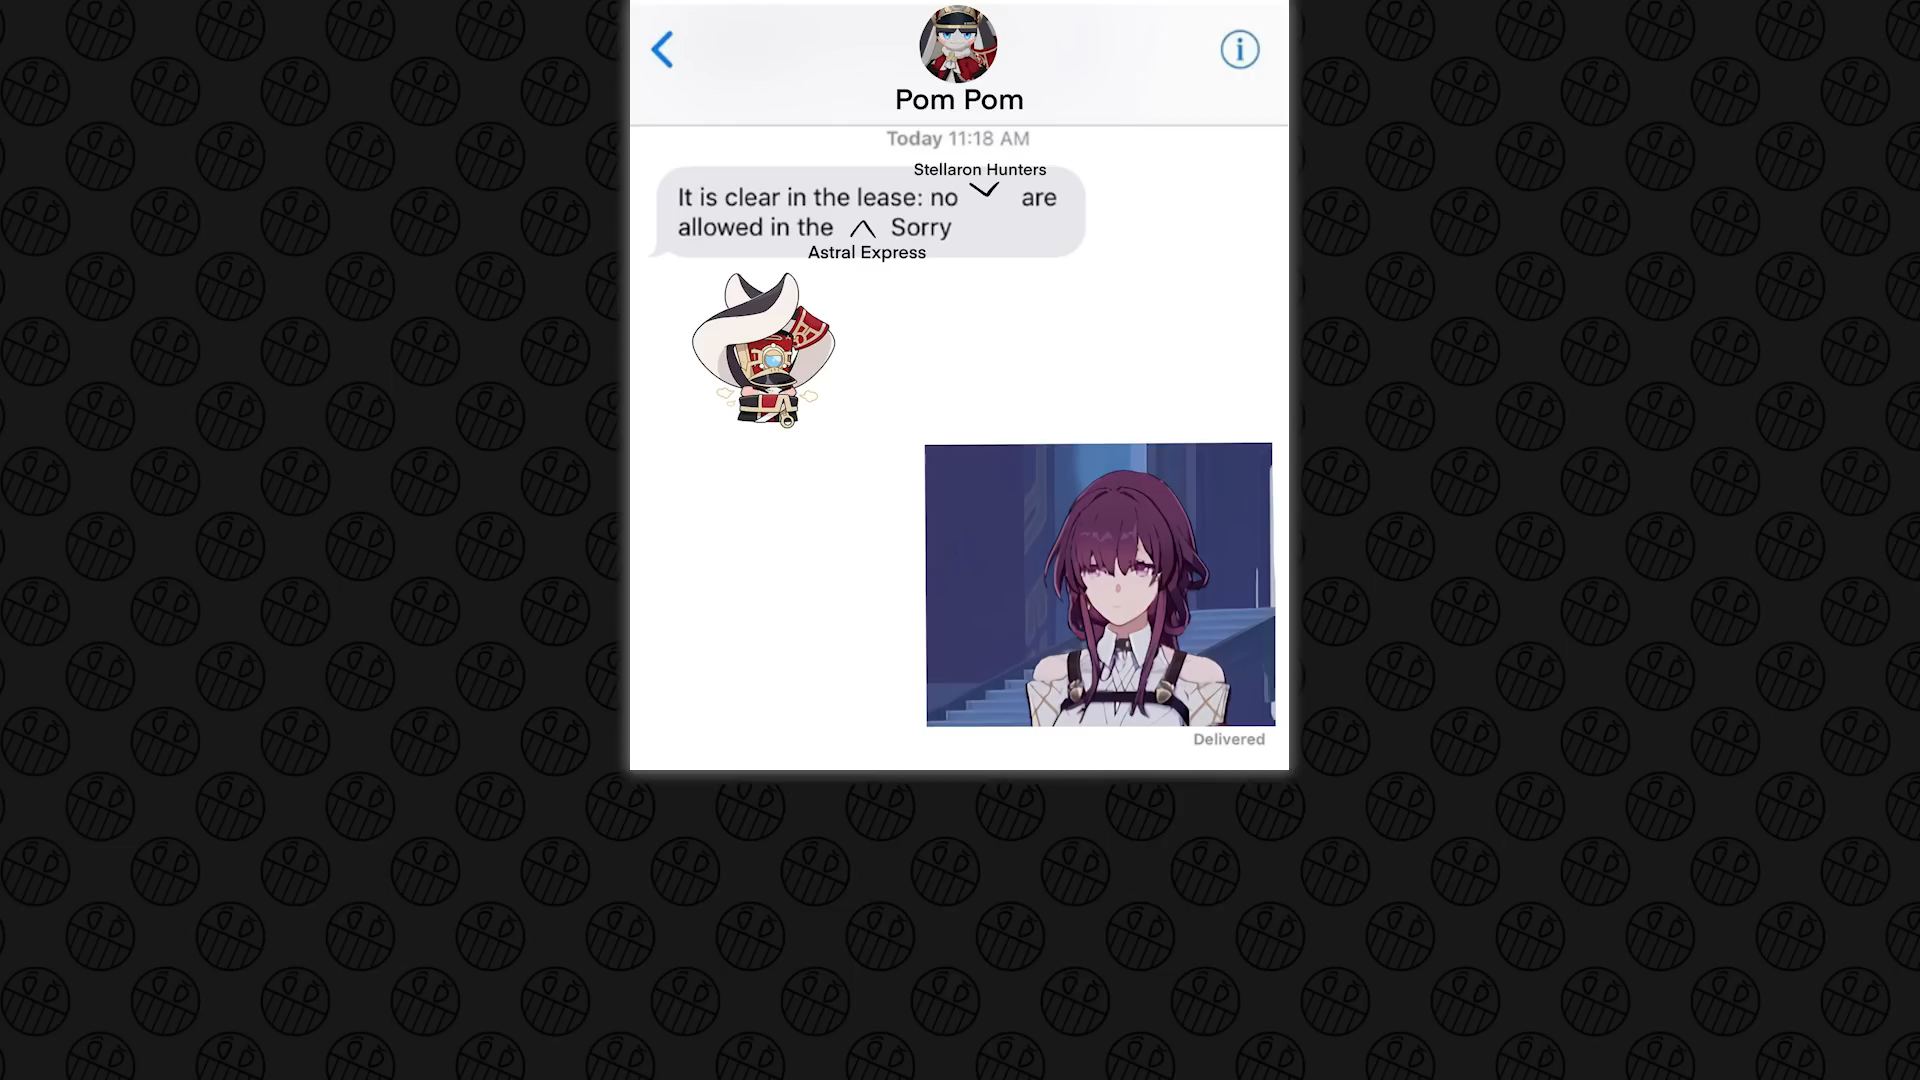 Pom Pom
Today 11:18 AM
Stellaron Hunters
It is clear in the lease: no are
allowed in the Sorry
Astral Express
Delivered